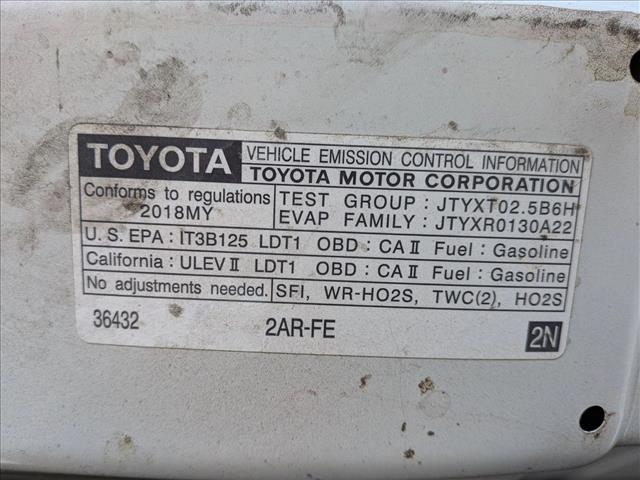 TOYOTA VEHICLE EMISSION CONTROL INFORMATION
TOYOTA MOTOR CORPORATION
Conforms to regulations
2018MY
TEST GROUP : JTYXT02.5B6H
EVAP FAMILY : JTYXR0130A22
U. S. EPA : IT3B125 LDT1 OBD : CA II Fuel : Gasoline
California : ULEV II LDT1 OBD : CA II Fuel : Gasoline
No adjustments needed. SFI, WR-HO2S, TWC(2), HO2S
36432 2AR-FE 2N